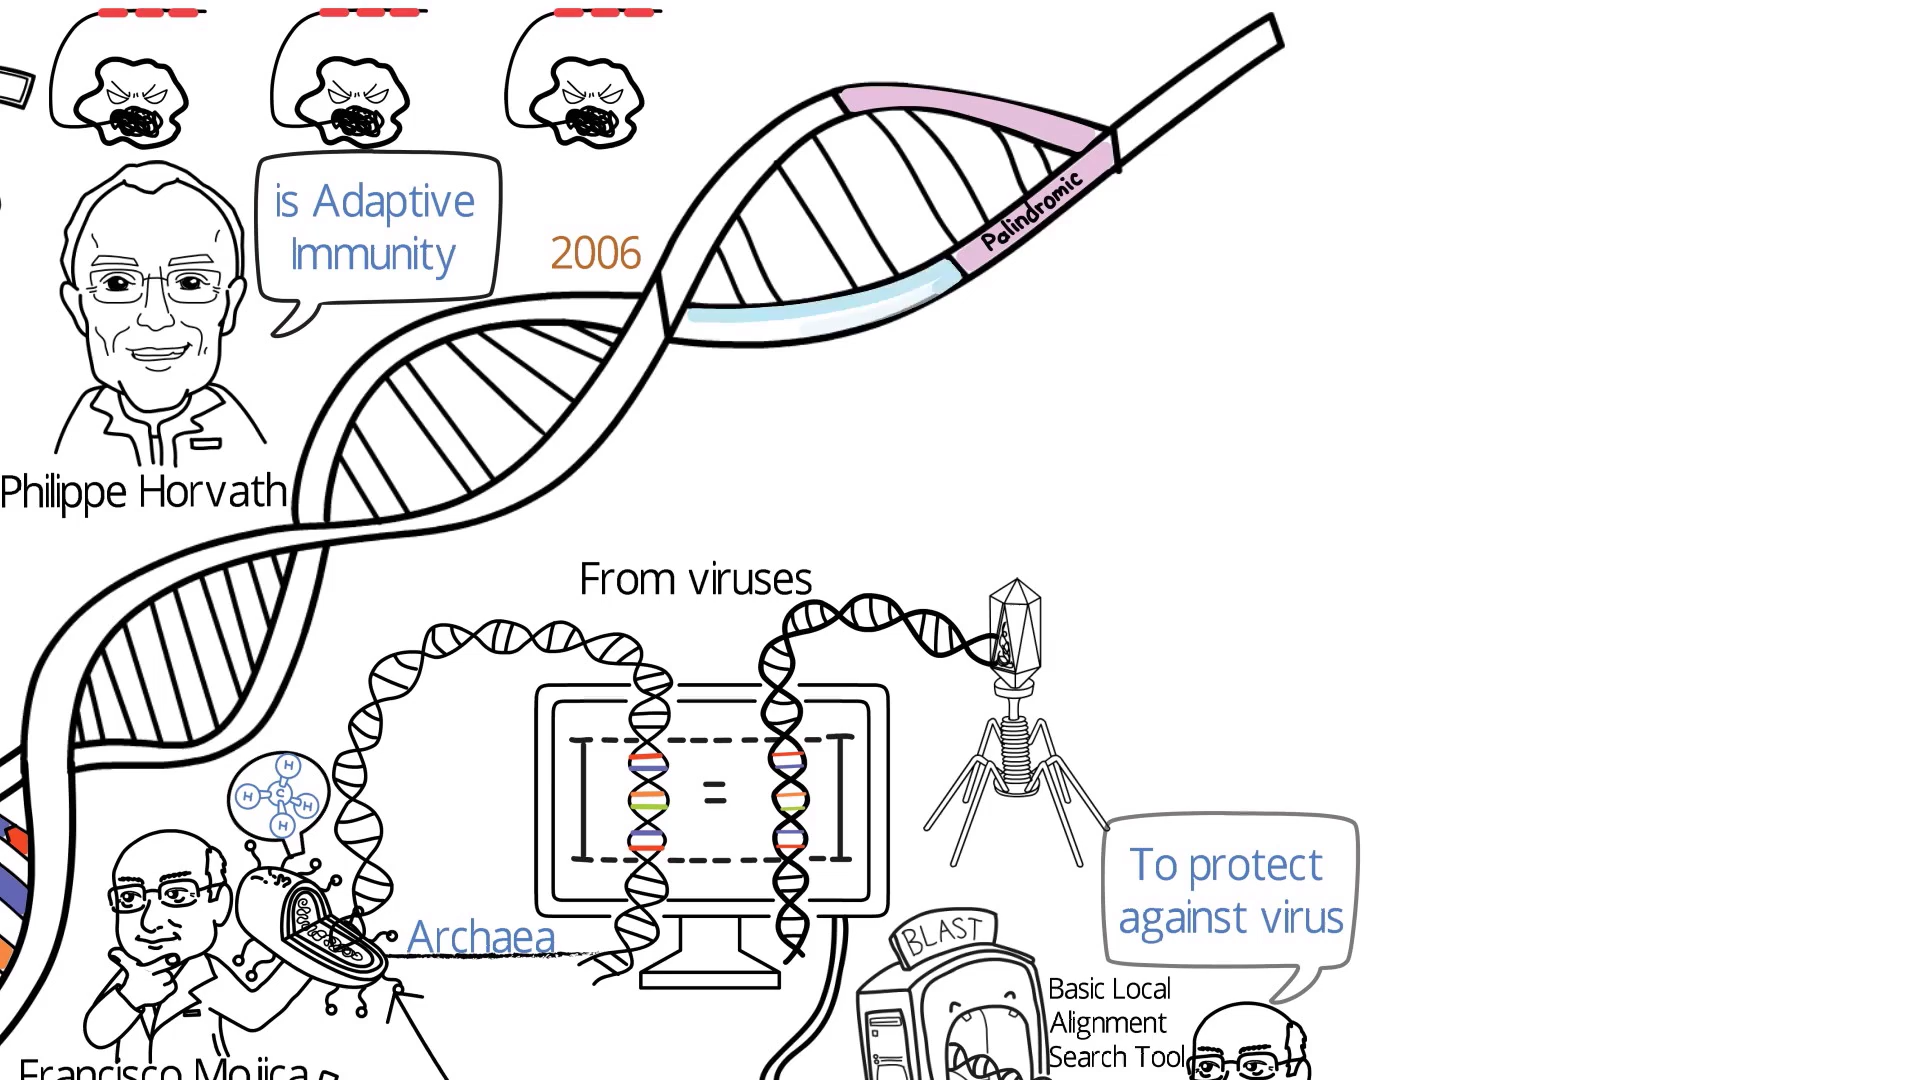 is Adaptive
Immunity
2006
Palindromic
Philippe Horvath
From viruses
H
H
C
H
H
=
To protect
against virus
Archaea
BLAST
Basic Local
Alignment
Search Tool
Francisco Mojica